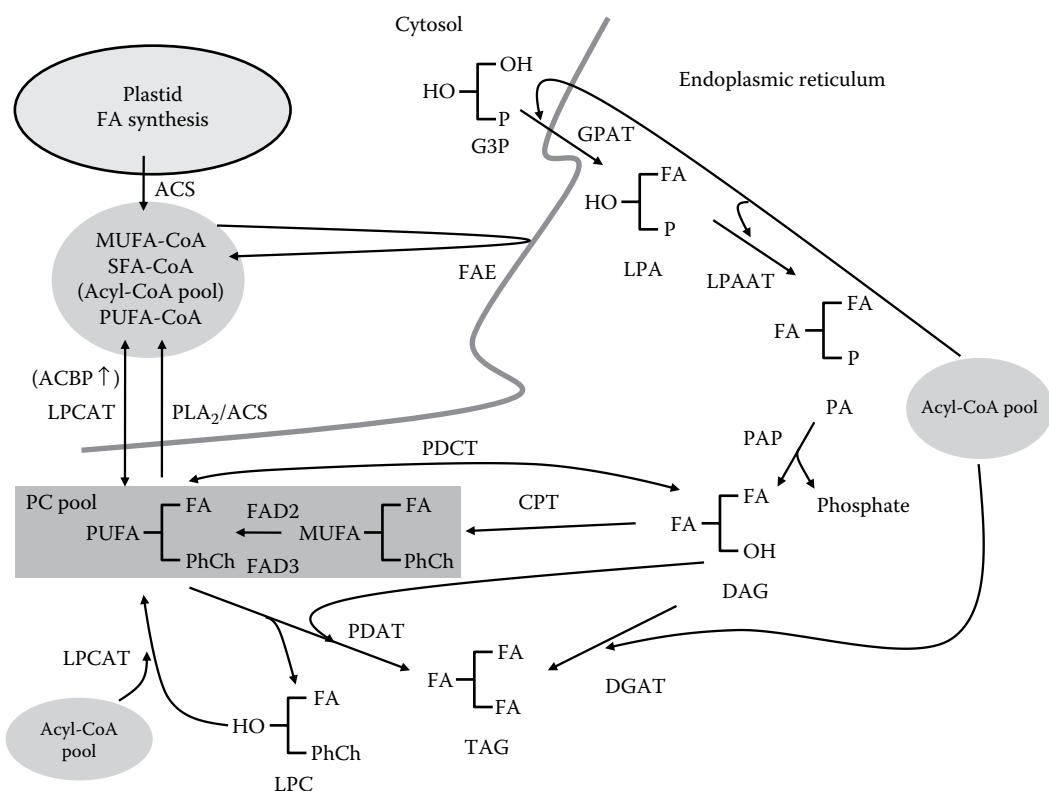 Cytosol
Endoplasmic reticulum
Plastid
FA synthesis
ACS
MUFA-CoA
SFA-CoA
(Acyl-CoA pool)
PUFA-CoA
FAE
(ACBP ↑)
LPCAT
PLA₂/ACS
OH
HO
P
G3P
GPAT
FA
HO
P
LPA
LPAAT
FA
FA
P
PA
Acyl-CoA pool
PAP
Phosphate
PDCT
CPT
FA
FA
OH
DAG
PC pool
FA
PUFA
PhCh
FAD2
FAD3
FA
MUFA
PhCh
PDAT
DGAT
FA
FA
FA
TAG
LPCAT
Acyl-CoA
pool
FA
HO
PhCh
LPC